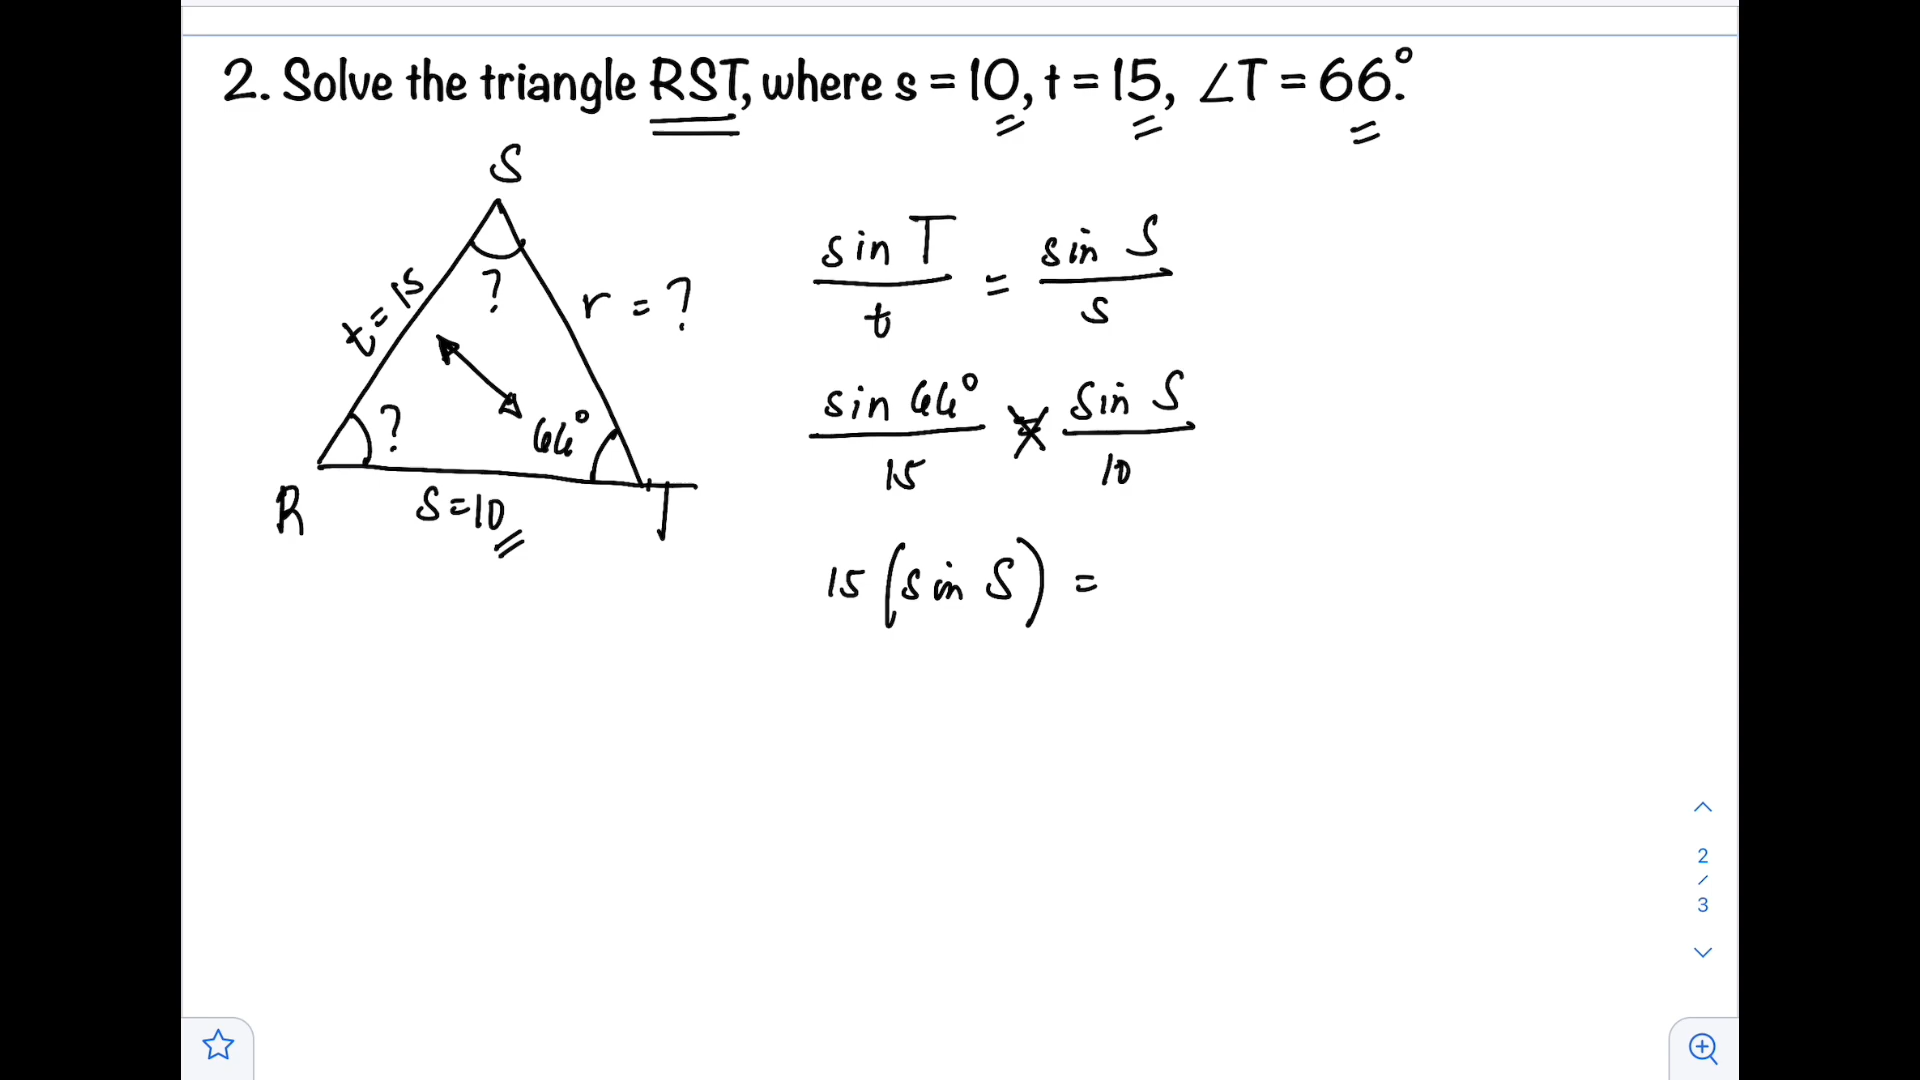 2. Solve the triangle RST, where s = 10, t = 15, ∠T = 66°.
S
t = 15
?
r = ?
?
66°
R
S = 10
T
sin T / t = sin S / s
sin 66° / 15 = sin S / 10
15 (sin S) =
2
/
3